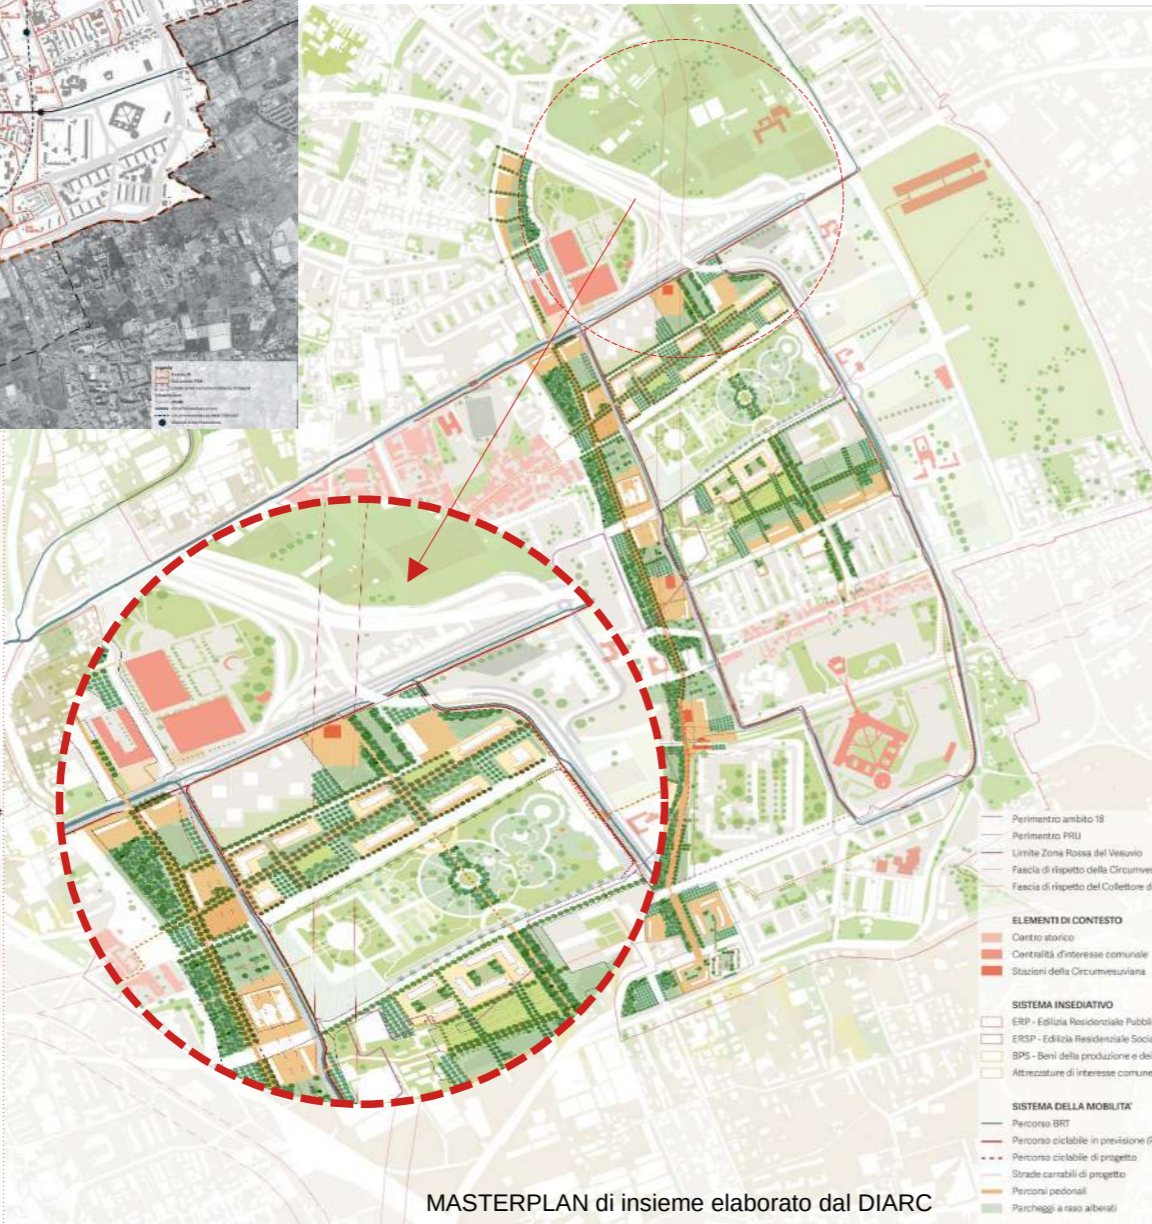 Legenda
Perimetro ambito 18
Perimetro PRU
Limite Zona Rossa del Vesuvio
Fascia di rispetto della Circumves
Fascia di rispetto del Collettore d
ELEMENTI DI CONTESTO
Centro storico
Centralità d'interesse comunale
Stazioni della Circumvesuviana
SISTEMA INSEDIATIVO
ERP - Edilizia Residenziale Pubbli
ERSP - Edilizia Residenziale Socia
BPS - Beni della produzione e dei
Attrezzature di interesse comune
SISTEMA DELLA MOBILITA'
Percorso BRT
Percorso ciclabile in previsione (P
Percorso ciclabile di progetto
Strade carrabili di progetto
Percorsi pedonali
Parcheggi a raso alberati
MASTERPLAN di insieme elaborato dal DIARC